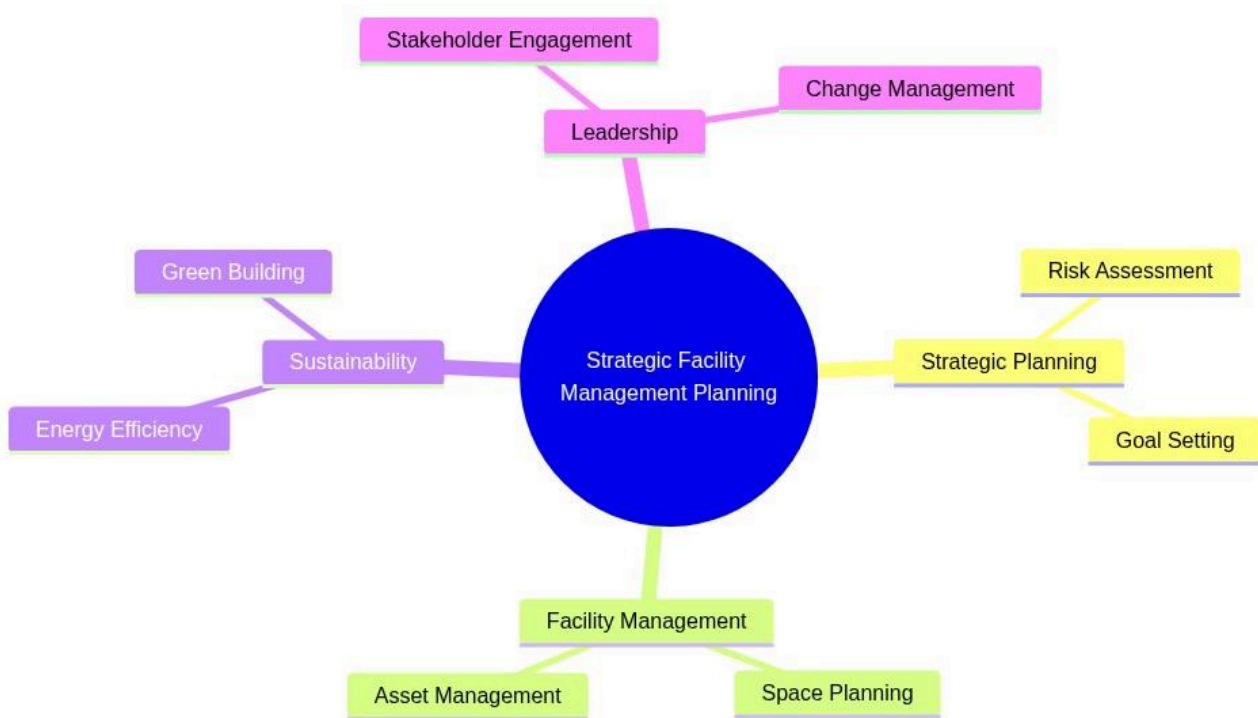 Stakeholder Engagement
Change Management
Leadership
Green Building
Risk Assessment
Sustainability
Strategic Facility
Management Planning
Strategic Planning
Energy Efficiency
Goal Setting
Facility Management
Asset Management
Space Planning